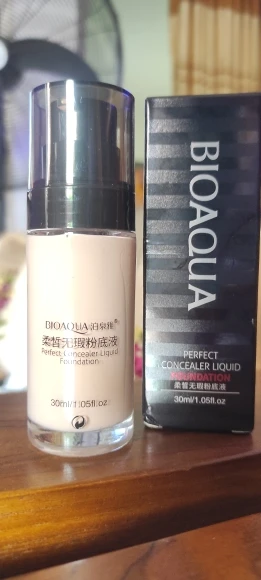 BIOAQUA 泊泉雅®
柔皙无瑕粉底液
Perfect Concealer Liquid
Foundation
30ml/1.05fl.oz
BIOAQUA
PERFECT
CONCEALER LIQUID
FOUNDATION
柔皙无瑕粉底液
30ml/1.05fl.oz